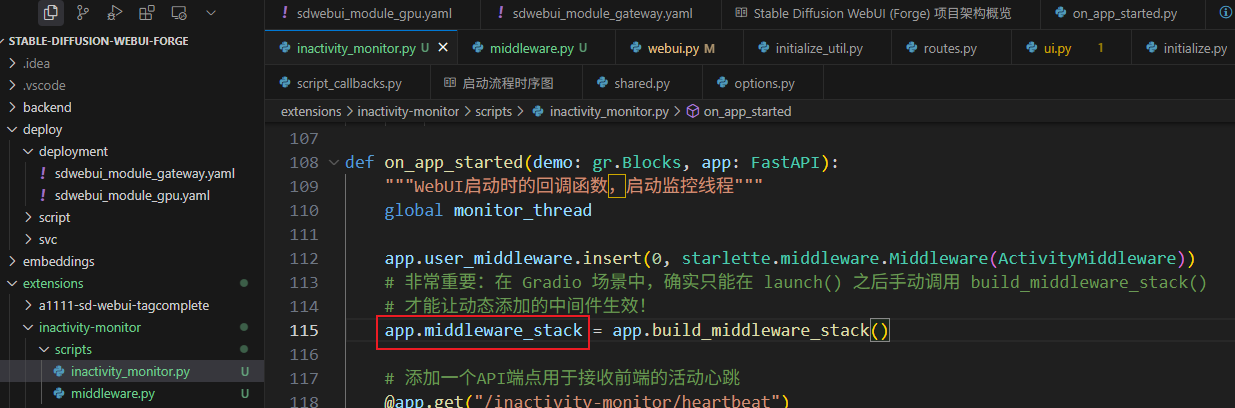 sdwebui_module_gpu.yaml
sdwebui_module_gateway.yaml
Stable Diffusion WebUI (Forge) 项目架构概览
on_app_started.py
STABLE-DIFFUSION-WEBUI-FORGE
inactivity_monitor.py U
middleware.py U
webui.py M
initialize_util.py
routes.py
ui.py 1
initialize.py
.idea
.vscode
script_callbacks.py
启动流程时序图
shared.py
options.py
backend
extensions > inactivity-monitor > scripts > inactivity_monitor.py > on_app_started
deploy
deployment
sdwebui_module_gateway.yaml
sdwebui_module_gpu.yaml
script
svc
embeddings
extensions
a1111-sd-webui-tagcomplete
inactivity-monitor
scripts
inactivity_monitor.py U
middleware.py U
107
108 def on_app_started(demo: gr.Blocks, app: FastAPI):
109 """WebUI启动时的回调函数，启动监控线程"""
110 global monitor_thread
111
112 app.user_middleware.insert(0, starlette.middleware.Middleware(ActivityMiddleware))
113 # 非常重要：在 Gradio 场景中，确实只能在 launch() 之后手动调用 build_middleware_stack()
114 # 才能让动态添加的中间件生效！
115 app.middleware_stack = app.build_middleware_stack()
116
117 # 添加一个API端点用于接收前端的活动心跳
118 @app.get("/inactivity-monitor/heartbeat")